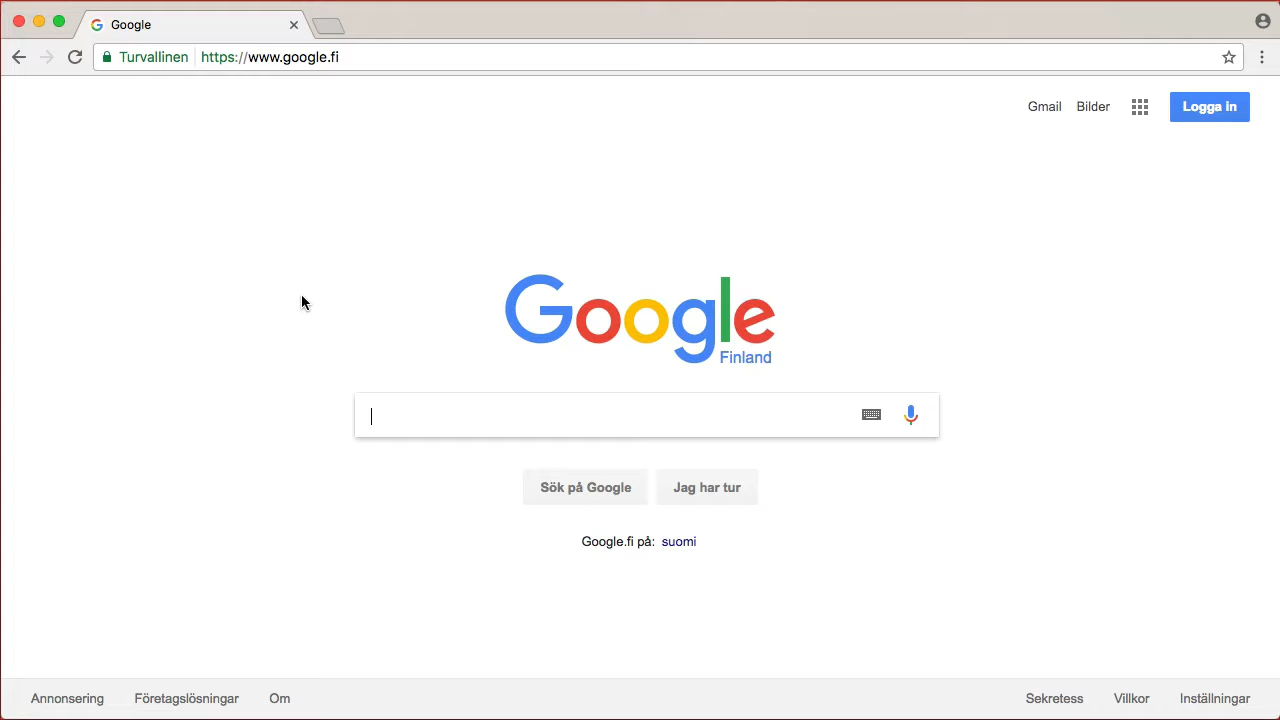 Google
Turvallinen https://www.google.fi
Gmail Bilder Logga in
Google
Finland
Sök på Google Jag har tur
Google.fi på: suomi
Annonsering Företagslösningar Om Sekretess Villkor Inställningar